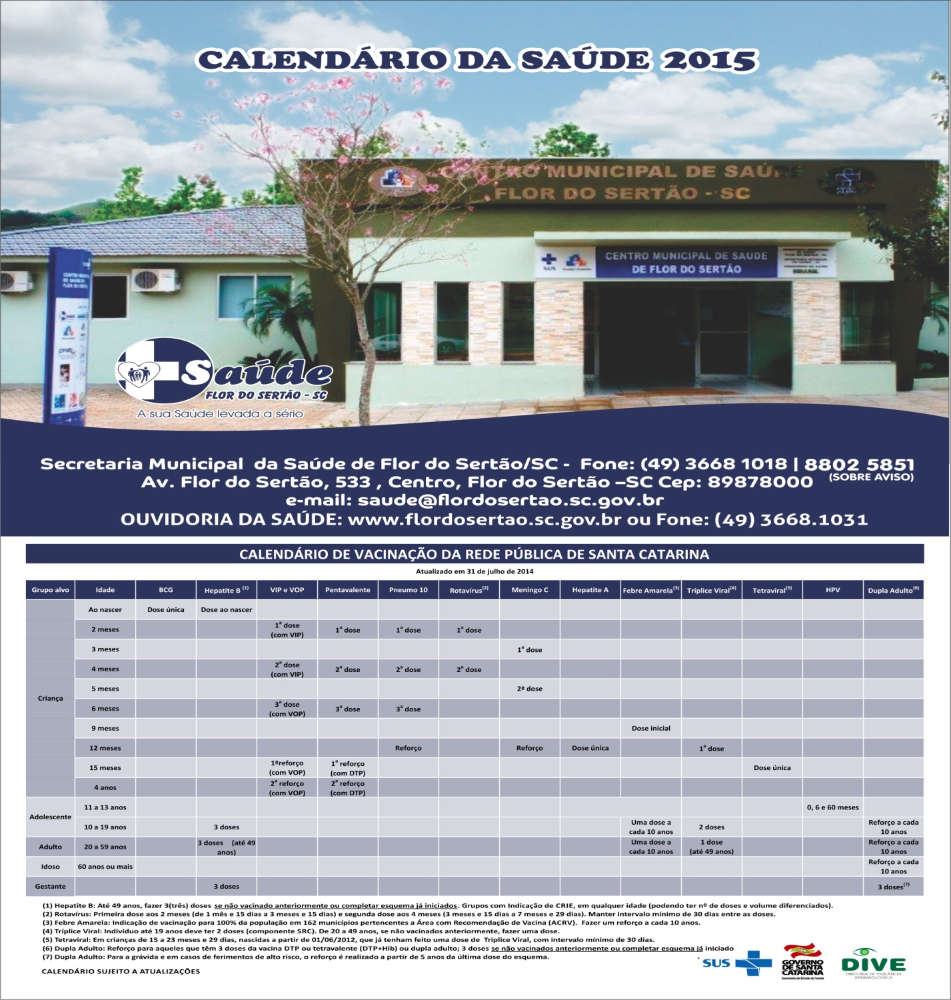 CALENDÁRIO DA SAÚDE 2015
CENTRO MUNICIPAL DE SAÚDE
FLOR DO SERTÃO - SC
SUS
CENTRO MUNICIPAL DE SAUDE
DE FLOR DO SERTÃO
BRASIL
CENTRO MUNICIPAL
DE SAUDE DE
FLOR DO SERTÃO
Saúde
FLOR DO SERTÃO - SC
A sua Saúde levada a sério
Secretaria Municipal da Saúde de Flor do Sertão/SC - Fone: (49) 3668 1018 | 8802 5851
(SOBRE AVISO)
Av. Flor do Sertão, 533 , Centro, Flor do Sertão –SC Cep: 89878000
e-mail: saude@flordosertao.sc.gov.br
OUVIDORIA DA SAÚDE: www.flordosertao.sc.gov.br ou Fone: (49) 3668.1031
CALENDÁRIO DE VACINAÇÃO DA REDE PÚBLICA DE SANTA CATARINA
Atualizado em 31 de julho de 2014
Grupo alvo Idade BCG Hepatite B (1) VIP e VOP Pentavalente Pneumo 10 Rotavírus(2) Meningo C Hepatite A Febre Amarela(3) Tríplice Viral(4) Tetraviral(5) HPV Dupla Adulto(6)
Criança
Ao nascer Dose única Dose ao nascer
2 meses 1ª dose (com VIP) 1ª dose 1ª dose 1ª dose
3 meses 1ª dose
4 meses 2ª dose (com VIP) 2ª dose 2ª dose 2ª dose
5 meses 2ª dose
6 meses 3ª dose (com VOP) 3ª dose 3ª dose
9 meses Dose inicial
12 meses Reforço Reforço Dose única 1ª dose
15 meses 1ºreforço (com VOP) 1ª reforço (com DTP) Dose única
4 anos 2ª reforço (com VOP) 2ª reforço (com DTP)
Adolescente
11 a 13 anos 0, 6 e 60 meses
10 a 19 anos 3 doses Uma dose a cada 10 anos 2 doses Reforço a cada 10 anos
Adulto 20 a 59 anos 3 doses (até 49 anos) Uma dose a cada 10 anos 1 dose (até 49 anos) Reforço a cada 10 anos
Idoso 60 anos ou mais Reforço a cada 10 anos
Gestante 3 doses 3 doses(7)
(1) Hepatite B: Até 49 anos, fazer 3(três) doses se não vacinado anteriormente ou completar esquema já iniciados. Grupos com Indicação de CRIE, em qualquer idade (podendo ter nº de doses e volume diferenciados).
(2) Rotavírus: Primeira dose aos 2 meses (de 1 mês e 15 dias a 3 meses e 15 dias) e segunda dose aos 4 meses (3 meses e 15 dias a 7 meses e 29 dias). Manter intervalo mínimo de 30 dias entre as doses.
(3) Febre Amarela: Indicação de vacinação para 100% da população em 162 municípios pertencentes a Área com Recomendação de Vacina (ACRV). Fazer um reforço a cada 10 anos.
(4) Tríplice Viral: Indivíduo até 19 anos deve ter 2 doses (componente SRC). De 20 a 49 anos, se não vacinados anteriormente, fazer uma dose.
(5) Tetraviral: Em crianças de 15 a 23 meses e 29 dias, nascidas a partir de 01/06/2012, que já tenham feito uma dose de Triplice Viral, com intervalo mínimo de 30 dias.
(6) Dupla Adulto: Reforço para aqueles que têm 3 doses da vacina DTP ou tetravalente (DTP+Hib) ou dupla adulto; 3 doses se não vacinados anteriormente ou completar esquema já iniciado
.
(7) Dupla Adulto: Para a grávida e em casos de ferimentos de alto risco, o reforço é realizado a partir de 5 anos da última dose do esquema.
CALENDÁRIO SUJEITO A ATUALIZAÇÕES
SUS
GOVERNO
DE SANTA
CATARINA
Secretaria de Estado da Saúde
DIVE
DIRETORIA DE VIGILÂNCIA
EPIDEMIOLÓGICA